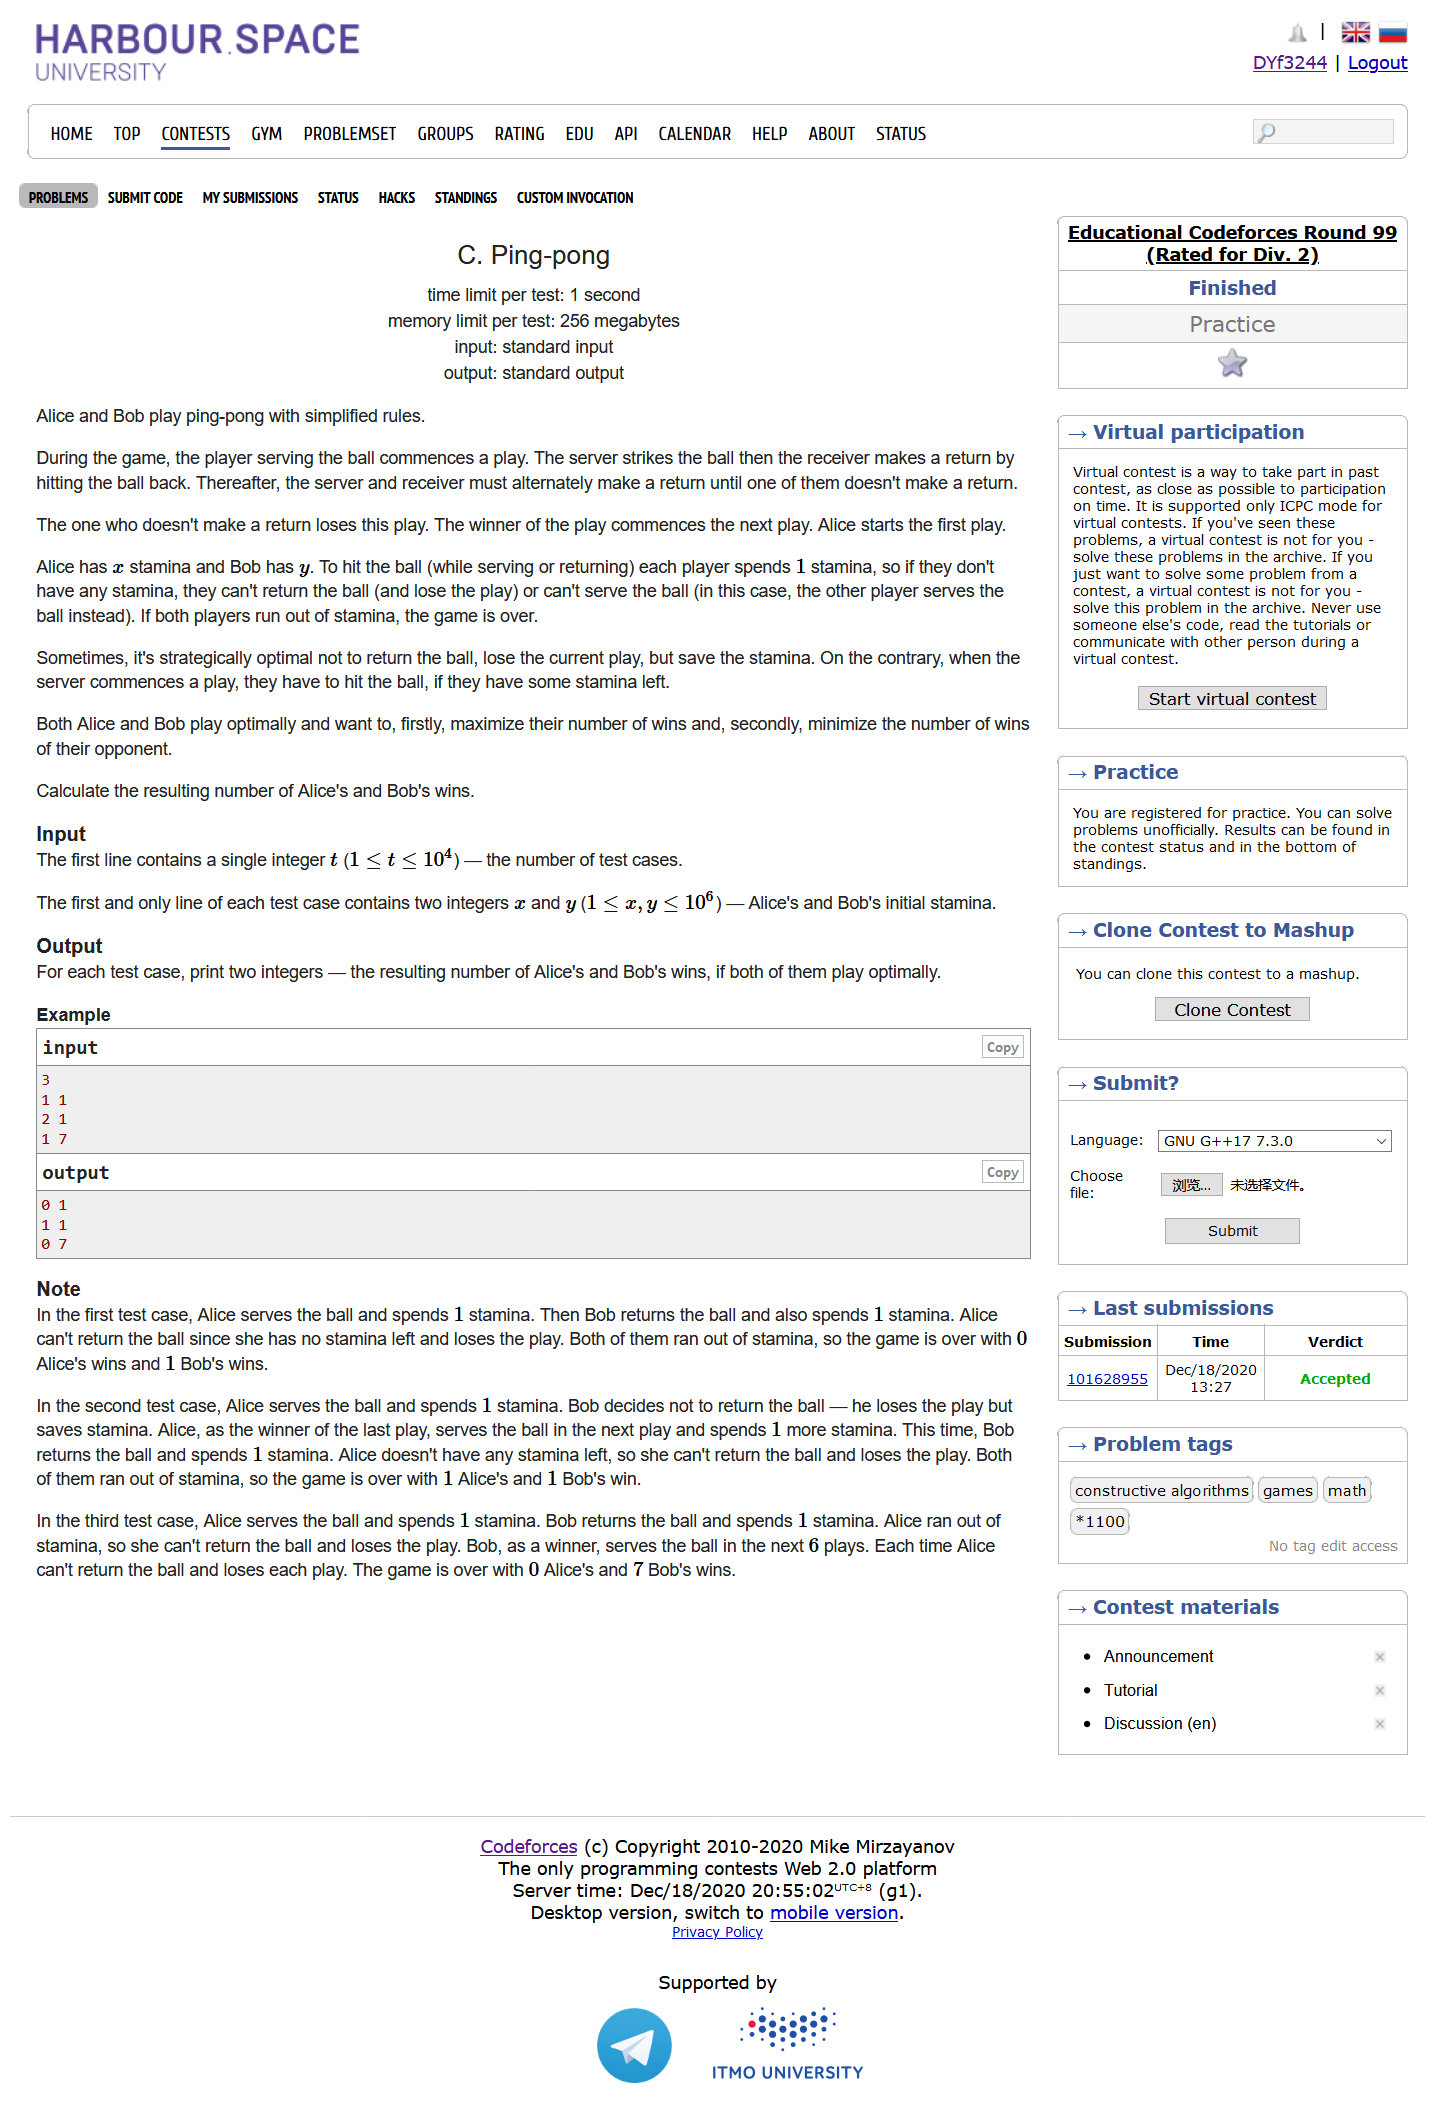 HARBOUR.SPACE
UNIVERSITY
|
DYf3244 | Logout
HOME TOP CONTESTS GYM PROBLEMSET GROUPS RATING EDU API CALENDAR HELP ABOUT STATUS
PROBLEMS SUBMIT CODE MY SUBMISSIONS STATUS HACKS STANDINGS CUSTOM INVOCATION
C. Ping-pong
time limit per test: 1 second
memory limit per test: 256 megabytes
input: standard input
output: standard output
Alice and Bob play ping-pong with simplified rules.
During the game, the player serving the ball commences a play. The server strikes the ball then the receiver makes a return by
hitting the ball back. Thereafter, the server and receiver must alternately make a return until one of them doesn't make a return.
The one who doesn't make a return loses this play. The winner of the play commences the next play. Alice starts the first play.
Alice has x stamina and Bob has y. To hit the ball (while serving or returning) each player spends 1 stamina, so if they don't
have any stamina, they can't return the ball (and lose the play) or can't serve the ball (in this case, the other player serves the
ball instead). If both players run out of stamina, the game is over.
Sometimes, it's strategically optimal not to return the ball, lose the current play, but save the stamina. On the contrary, when the
server commences a play, they have to hit the ball, if they have some stamina left.
Both Alice and Bob play optimally and want to, firstly, maximize their number of wins and, secondly, minimize the number of wins
of their opponent.
Calculate the resulting number of Alice's and Bob's wins.
Input
The first line contains a single integer t (1 ≤ t ≤ 10⁴) — the number of test cases.
The first and only line of each test case contains two integers x and y (1 ≤ x, y ≤ 10⁶) — Alice's and Bob's initial stamina.
Output
For each test case, print two integers — the resulting number of Alice's and Bob's wins, if both of them play optimally.
Example
input Copy
3
1 1
2 1
1 7
output Copy
0 1
1 1
0 7
Note
In the first test case, Alice serves the ball and spends 1 stamina. Then Bob returns the ball and also spends 1 stamina. Alice
can't return the ball since she has no stamina left and loses the play. Both of them ran out of stamina, so the game is over with 0
Alice's wins and 1 Bob's wins.
In the second test case, Alice serves the ball and spends 1 stamina. Bob decides not to return the ball — he loses the play but
saves stamina. Alice, as the winner of the last play, serves the ball in the next play and spends 1 more stamina. This time, Bob
returns the ball and spends 1 stamina. Alice doesn't have any stamina left, so she can't return the ball and loses the play. Both
of them ran out of stamina, so the game is over with 1 Alice's and 1 Bob's win.
In the third test case, Alice serves the ball and spends 1 stamina. Bob returns the ball and spends 1 stamina. Alice ran out of
stamina, so she can't return the ball and loses the play. Bob, as a winner, serves the ball in the next 6 plays. Each time Alice
can't return the ball and loses each play. The game is over with 0 Alice's and 7 Bob's wins.
Educational Codeforces Round 99
(Rated for Div. 2)
Finished
Practice
→ Virtual participation
Virtual contest is a way to take part in past
contest, as close as possible to participation
on time. It is supported only ICPC mode for
virtual contests. If you've seen these
problems, a virtual contest is not for you -
solve these problems in the archive. If you
just want to solve some problem from a
contest, a virtual contest is not for you -
solve this problem in the archive. Never use
someone else's code, read the tutorials or
communicate with other person during a
virtual contest.
Start virtual contest
→ Practice
You are registered for practice. You can solve
problems unofficially. Results can be found in
the contest status and in the bottom of
standings.
→ Clone Contest to Mashup
You can clone this contest to a mashup.
Clone Contest
→ Submit?
Language: GNU G++17 7.3.0
Choose
file: 浏览... 未选择文件。
Submit
→ Last submissions
Submission Time Verdict
101628955 Dec/18/2020
13:27 Accepted
→ Problem tags
constructive algorithms games math
*1100
No tag edit access
→ Contest materials
• Announcement
• Tutorial
• Discussion (en)
Codeforces (c) Copyright 2010-2020 Mike Mirzayanov
The only programming contests Web 2.0 platform
Server time: Dec/18/2020 20:55:02 UTC+8 (g1).
Desktop version, switch to mobile version.
Privacy Policy
Supported by
ITMO UNIVERSITY